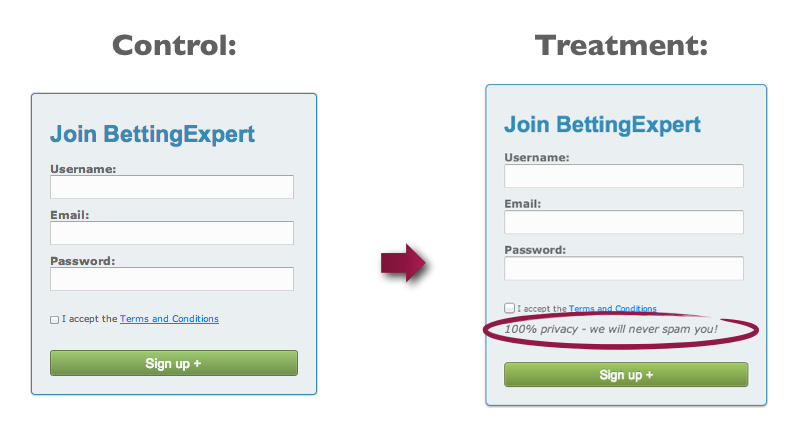 Control:
Join BettingExpert
Username:
Email:
Password:
I accept the Terms and Conditions
Sign up +
Treatment:
Join BettingExpert
Username:
Email:
Password:
I accept the Terms and Conditions
100% privacy - we will never spam you!
Sign up +